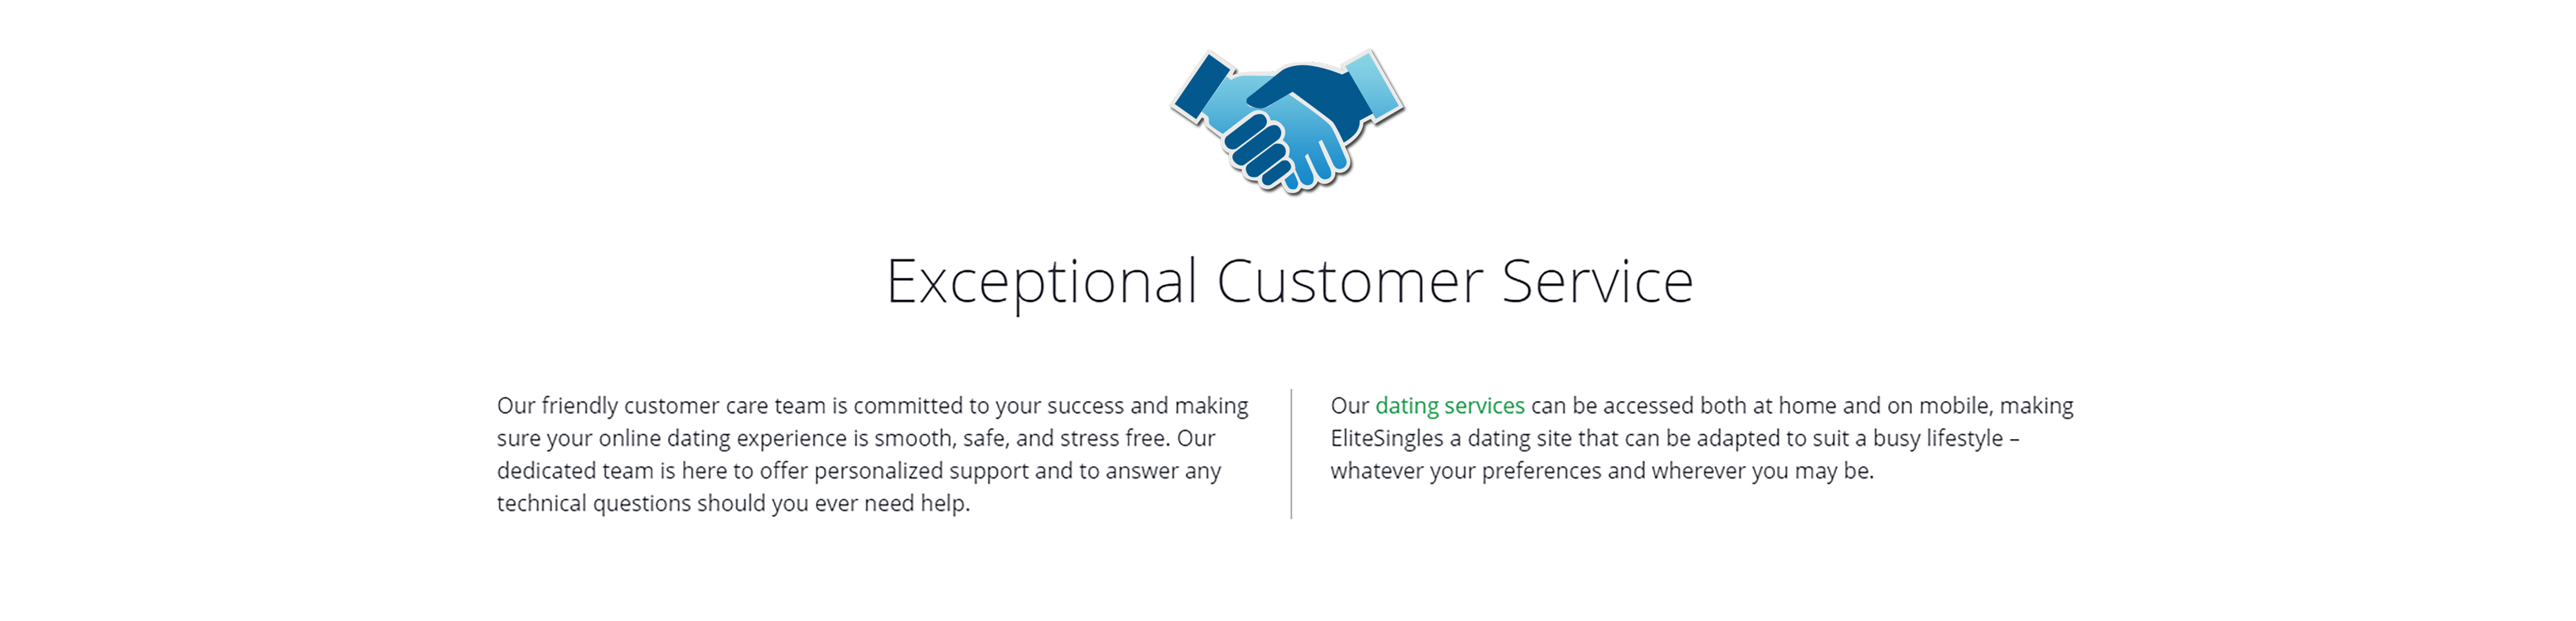 Exceptional Customer Service
Our friendly customer care team is committed to your success and making
sure your online dating experience is smooth, safe, and stress free. Our
dedicated team is here to offer personalized support and to answer any
technical questions should you ever need help.
Our dating services can be accessed both at home and on mobile, making
EliteSingles a dating site that can be adapted to suit a busy lifestyle –
whatever your preferences and wherever you may be.